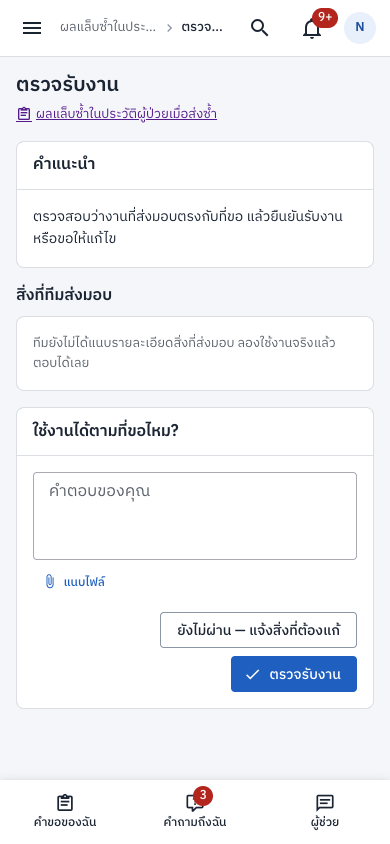 ผลแล็บซ้ำในประ... > ตรวจ... 9+ N
ตรวจรับงาน
ผลแล็บซ้ำในประวัติผู้ป่วยเมื่อส่งซ้ำ
คำแนะนำ
ตรวจสอบว่างานที่ส่งมอบตรงกับที่ขอ แล้วยืนยันรับงาน
หรือขอให้แก้ไข
สิ่งที่ทีมส่งมอบ
ทีมยังไม่ได้แนบรายละเอียดสิ่งที่ส่งมอบ ลองใช้งานจริงแล้ว
ตอบได้เลย
ใช้งานได้ตามที่ขอไหม?
คำตอบของคุณ
แนบไฟล์
ยังไม่ผ่าน — แจ้งสิ่งที่ต้องแก้
ตรวจรับงาน
3
คำขอของฉัน คำถามถึงฉัน ผู้ช่วย